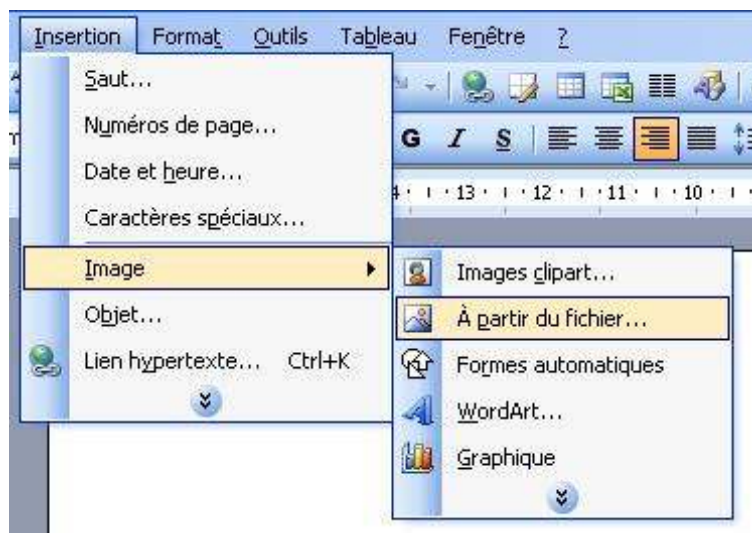 Insertion Format Outils Tableau Fenêtre ?
Saut...
Numéros de page...
G I S
Date et heure...
4 · 13 · 12 · 11 · 10
Caractères spéciaux...
Image
Images clipart...
Objet...
À partir du fichier...
Lien hypertexte... Ctrl+K
Formes automatiques
WordArt...
Graphique